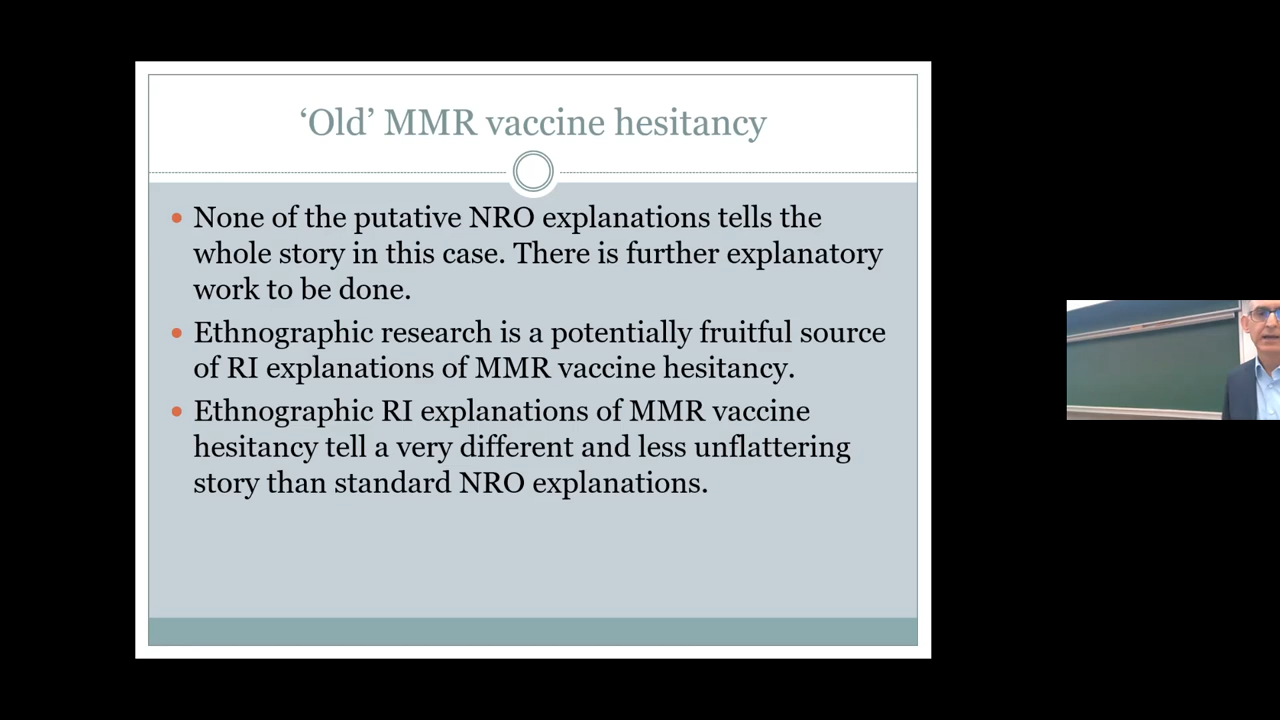 ‘Old’ MMR vaccine hesitancy
• None of the putative NRO explanations tells the
whole story in this case. There is further explanatory
work to be done.
• Ethnographic research is a potentially fruitful source
of RI explanations of MMR vaccine hesitancy.
• Ethnographic RI explanations of MMR vaccine
hesitancy tell a very different and less unflattering
story than standard NRO explanations.